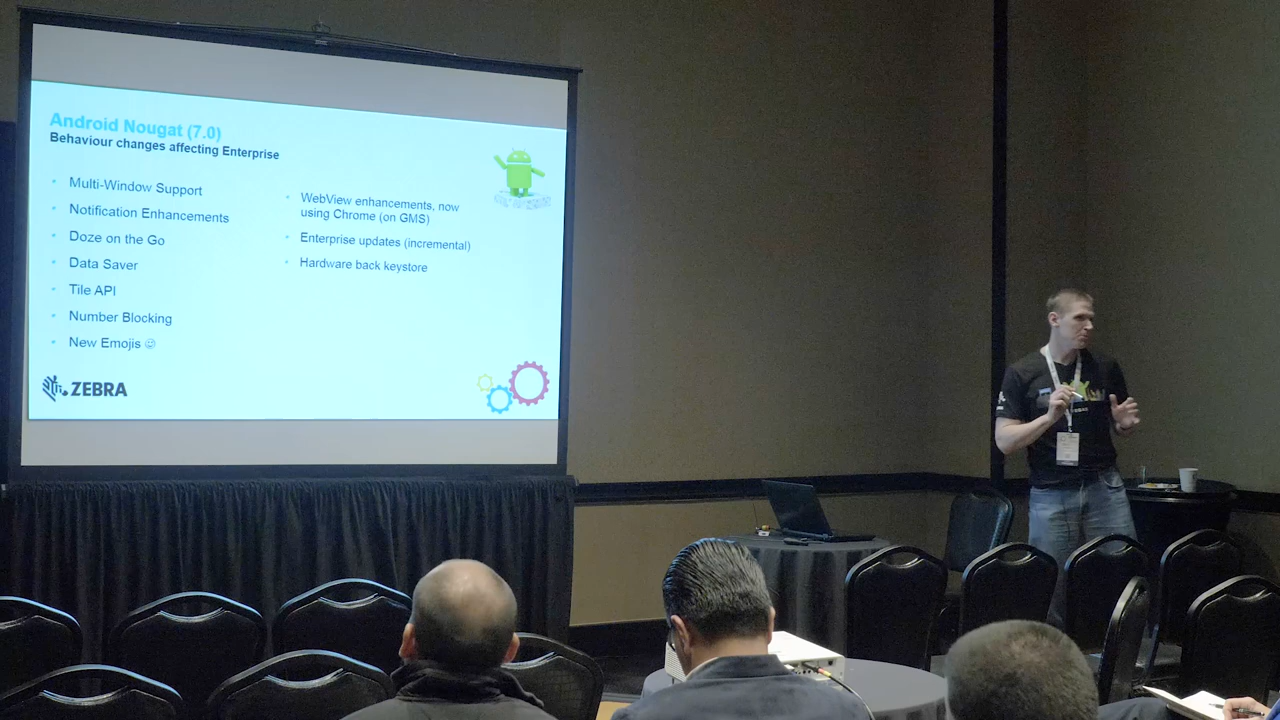 Android Nougat (7.0)
Behaviour changes affecting Enterprise
Multi-Window Support
Notification Enhancements
Doze on the Go
Data Saver
Tile API
Number Blocking
New Emojis
WebView enhancements, now
using Chrome (on GMS)
Enterprise updates (incremental)
Hardware back keystore
ZEBRA